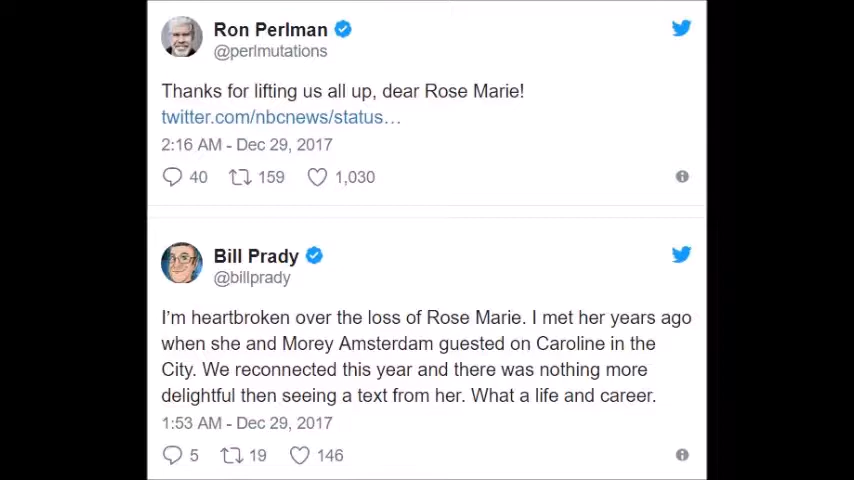 Ron Perlman
@perlmutations
Thanks for lifting us all up, dear Rose Marie!
twitter.com/nbcnews/status…
2:16 AM - Dec 29, 2017
40 159 1,030
Bill Prady
@billprady
I'm heartbroken over the loss of Rose Marie. I met her years ago
when she and Morey Amsterdam guested on Caroline in the
City. We reconnected this year and there was nothing more
delightful then seeing a text from her. What a life and career.
1:53 AM - Dec 29, 2017
5 19 146